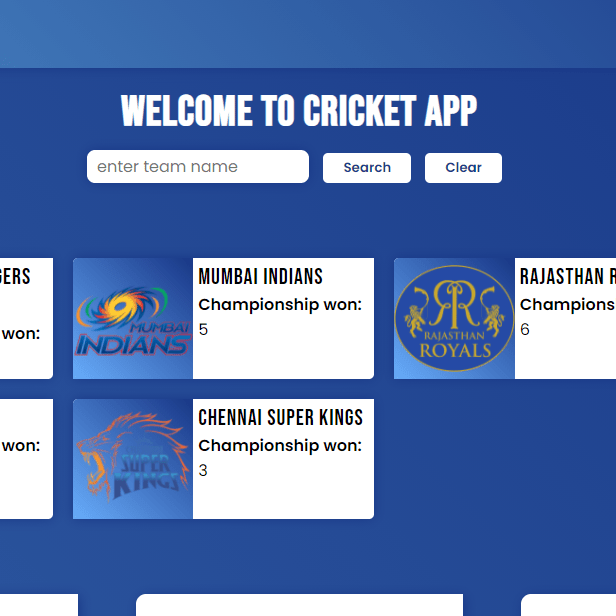 WELCOME TO CRICKET APP
enter team name
Search
Clear
GERS
won:
MUMBAI INDIANS
Championship won:
5
MUMBAI
INDIANS
RAJASTHAN R
Champions
6
RAJASTHAN
ROYALS
won:
CHENNAI SUPER KINGS
Championship won:
3
SUPER
KINGS